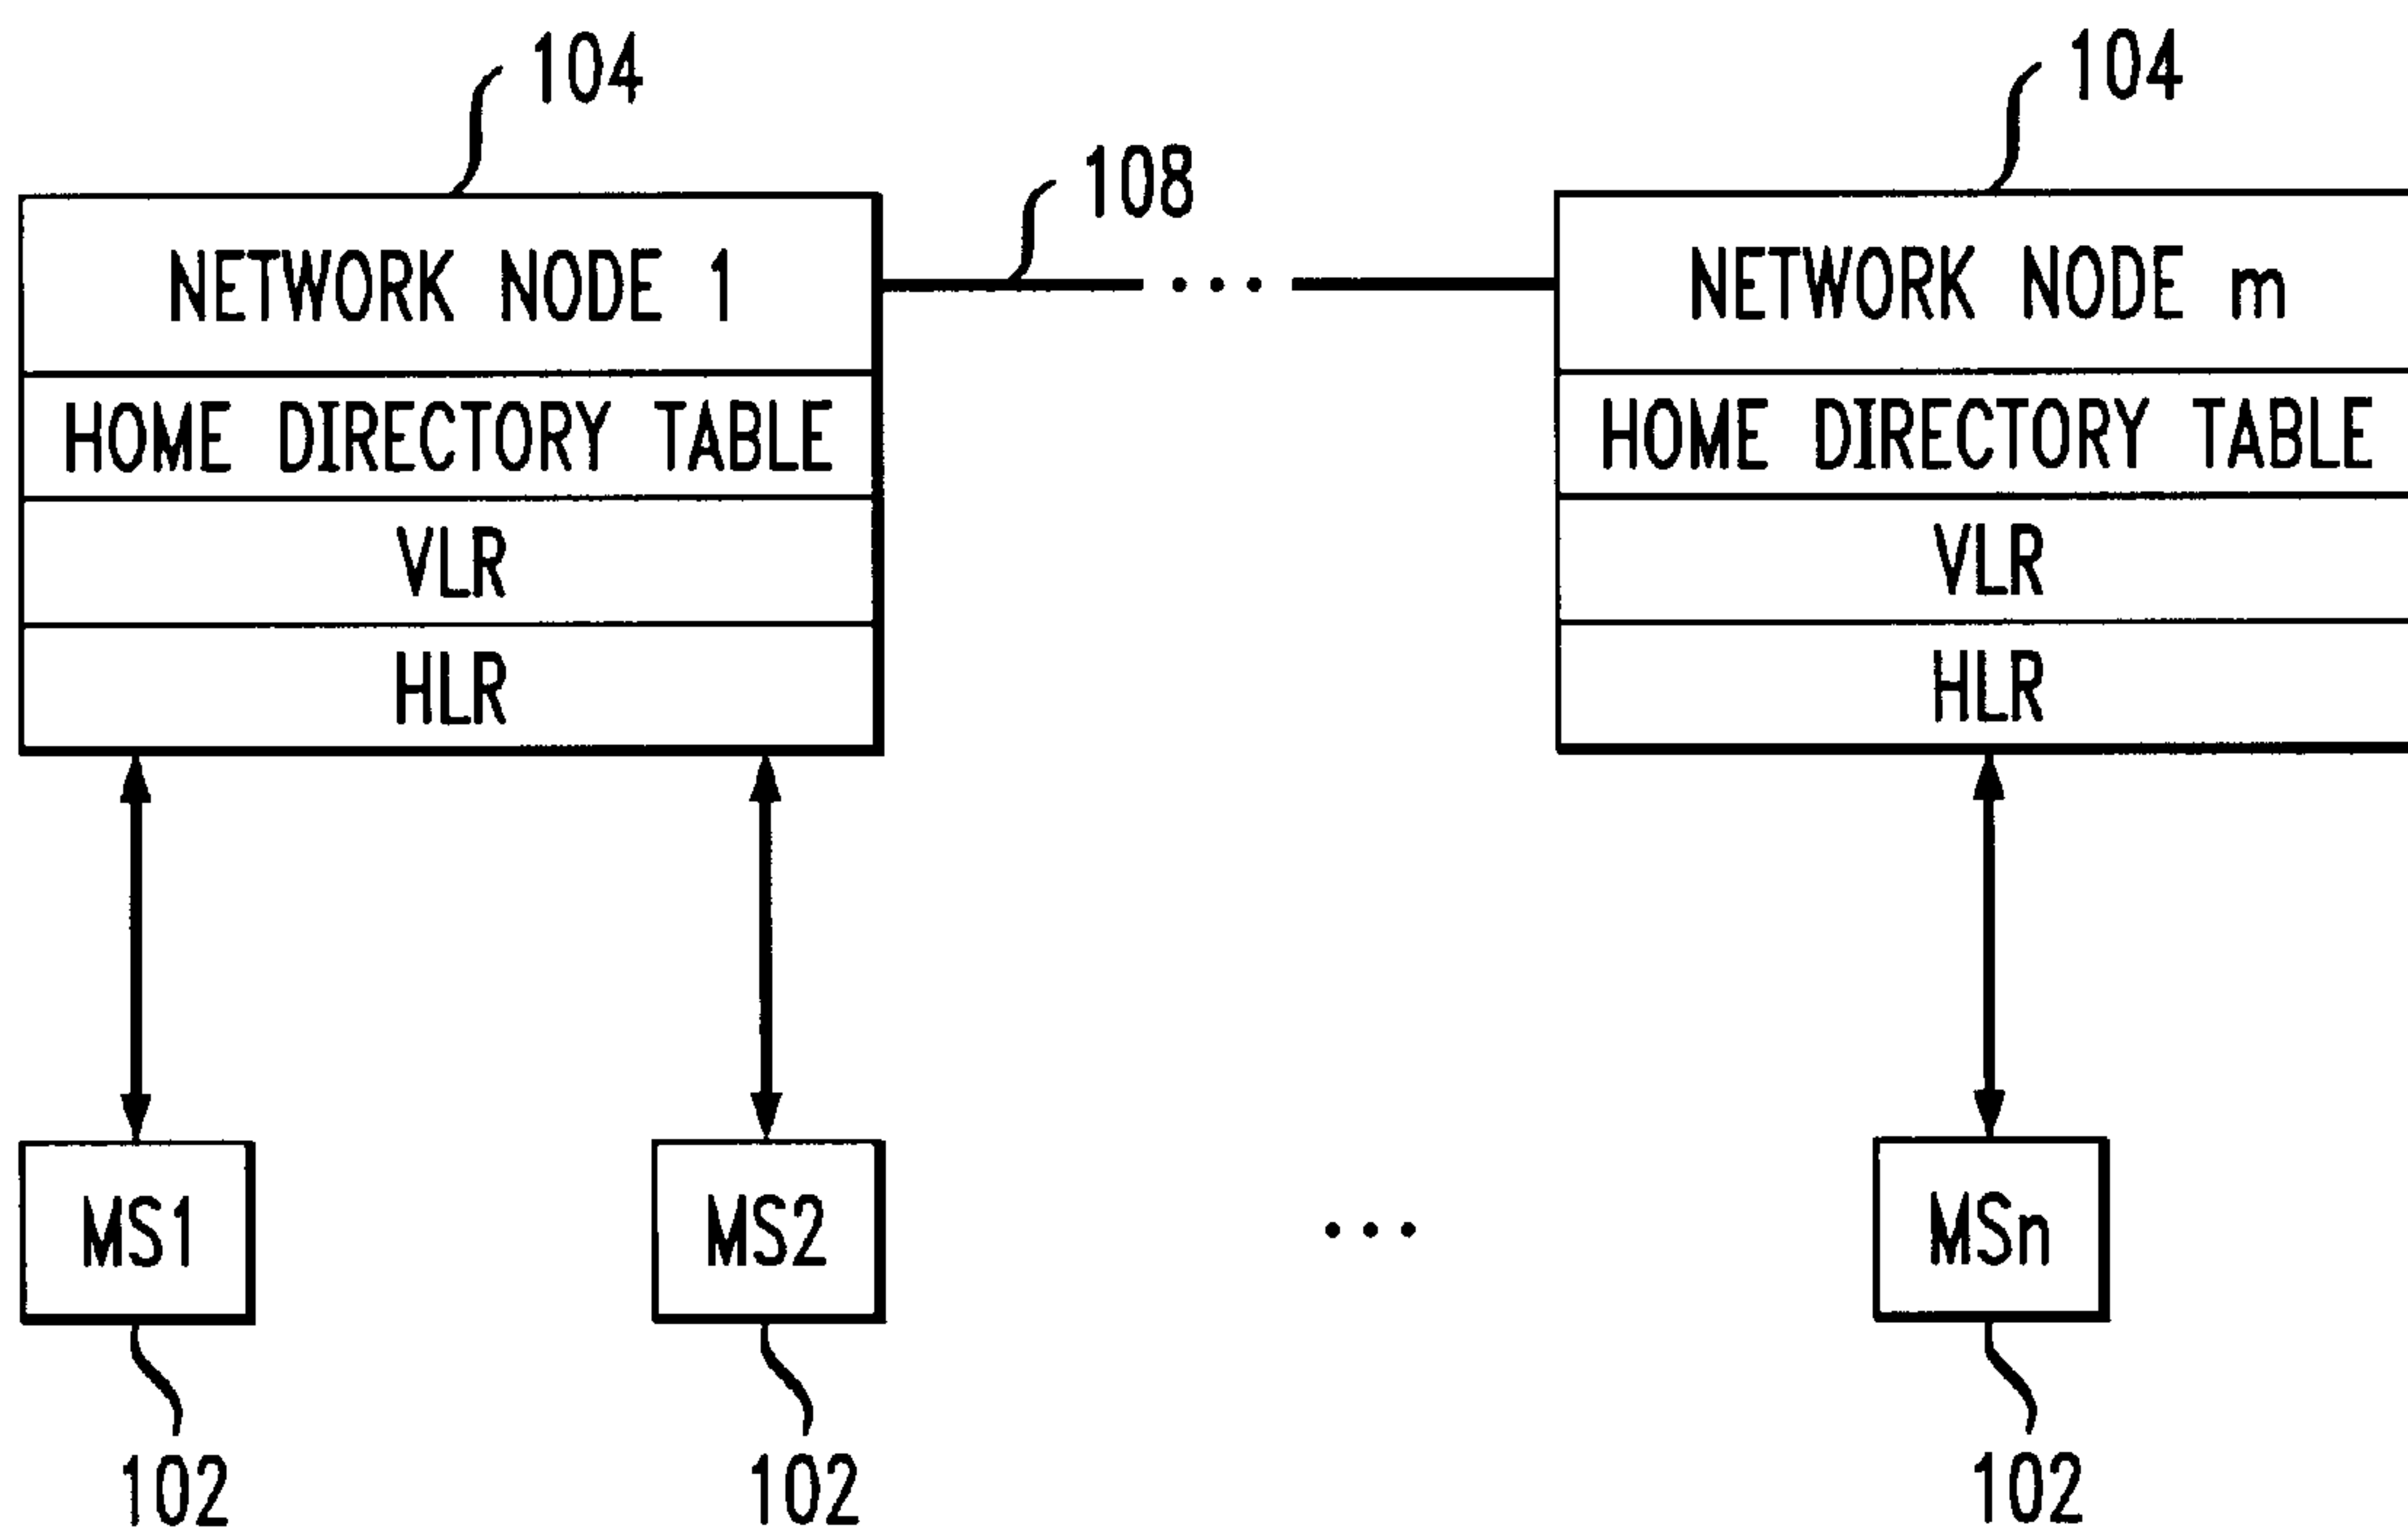 104
104
108
NETWORK NODE 1
NETWORK NODE m
HOME DIRECTORY TABLE
HOME DIRECTORY TABLE
VLR
VLR
HLR
HLR
MS1
MS2
...
MSn
102
102
102